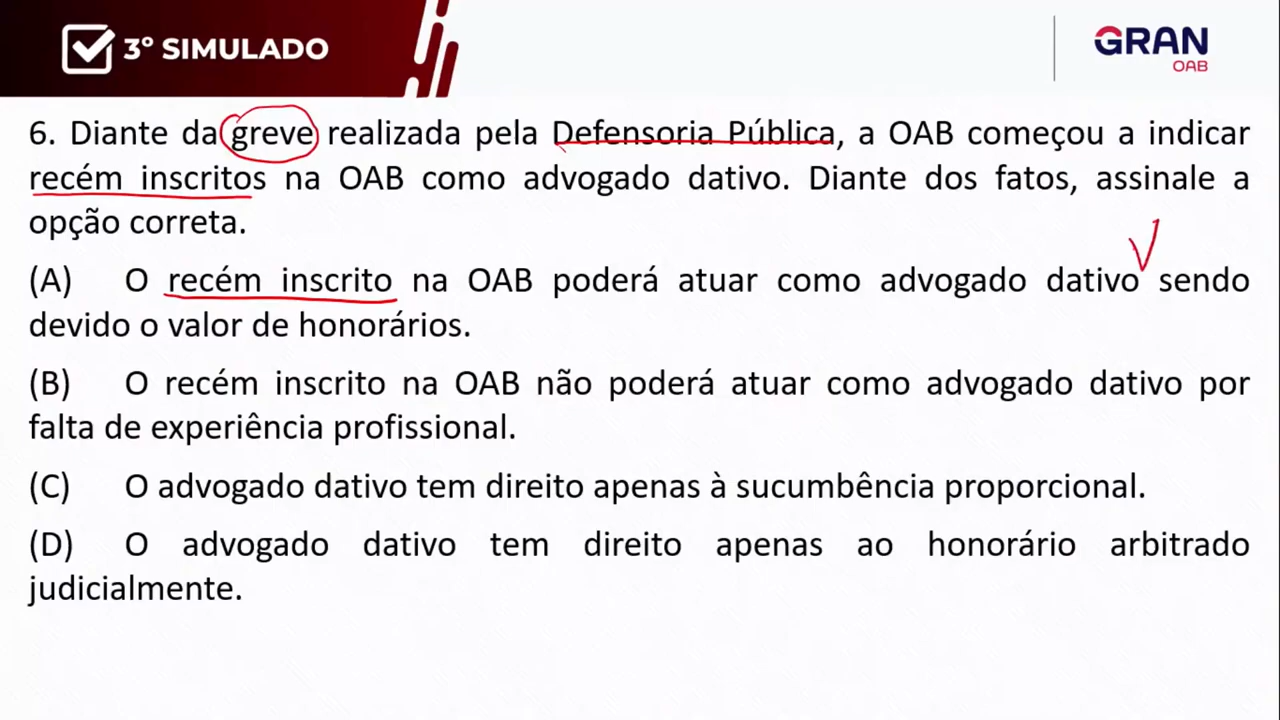 3º SIMULADO
GRAN
OAB
6. Diante da greve realizada pela Defensoria Pública, a OAB começou a indicar
recém inscritos na OAB como advogado dativo. Diante dos fatos, assinale a
opção correta.
(A) O recém inscrito na OAB poderá atuar como advogado dativo sendo
devido o valor de honorários.
(B) O recém inscrito na OAB não poderá atuar como advogado dativo por
falta de experiência profissional.
(C) O advogado dativo tem direito apenas à sucumbência proporcional.
(D) O advogado dativo tem direito apenas ao honorário arbitrado
judicialmente.